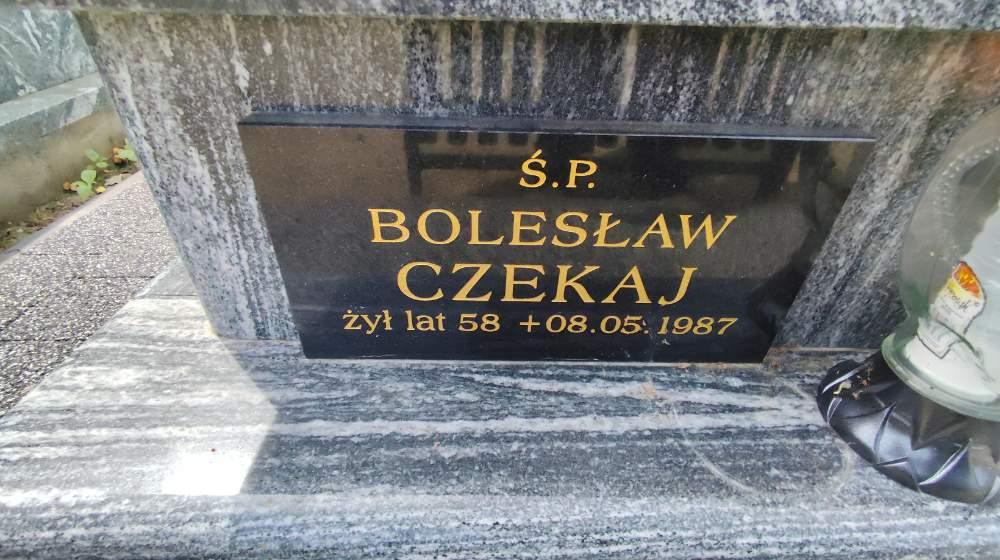 Ś.P.
BOLESŁAW
CZEKAJ
żył lat 58 +08.05.1987